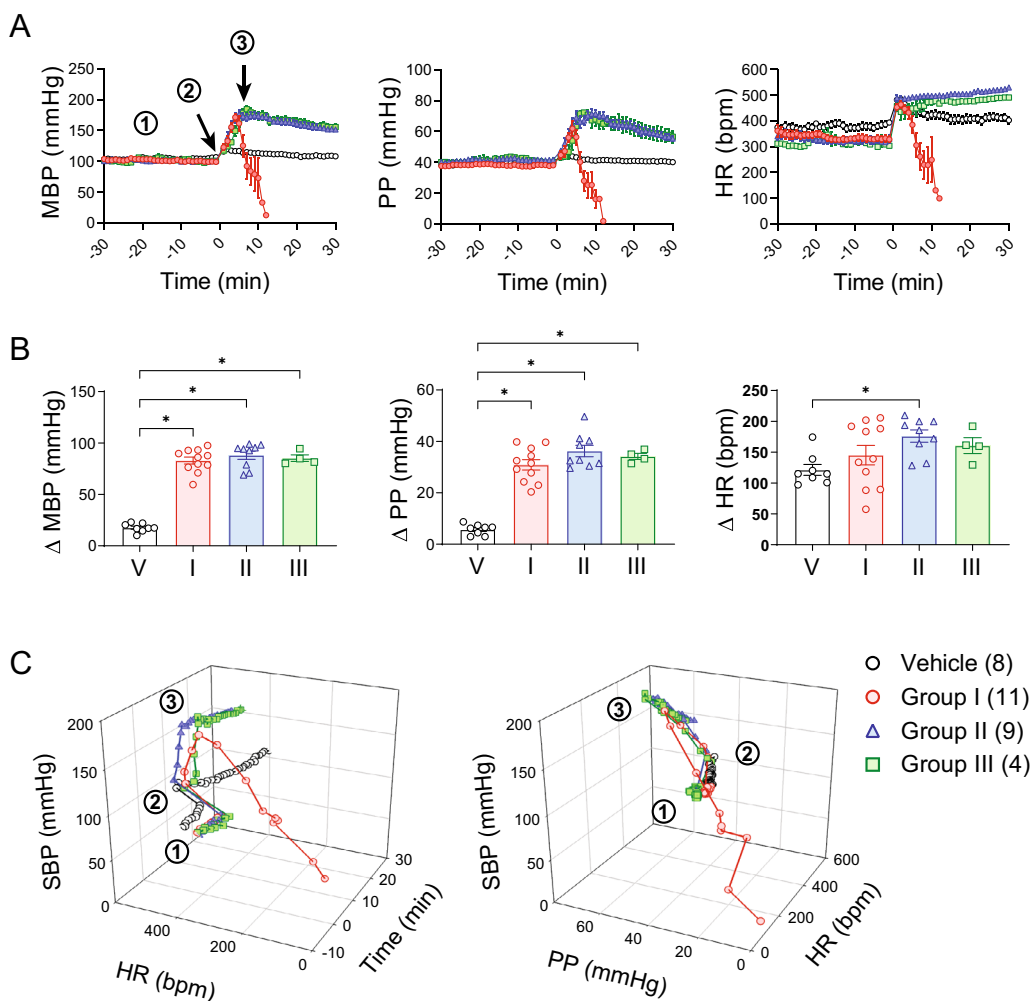 A
① ② ③
MBP (mmHg)
250
200
150
100
50
0
-30 -20 -10 0 10 20 30
Time (min)
PP (mmHg)
100
80
60
40
20
0
-30 -20 -10 0 10 20 30
Time (min)
HR (bpm)
600
500
400
300
200
100
0
-30 -20 -10 0 10 20 30
Time (min)
B
Δ MBP (mmHg)
150
100
50
0
* * *
V I II III
Δ PP (mmHg)
60
40
20
0
* * *
V I II III
Δ HR (bpm)
250
200
150
100
50
0
*
V I II III
C
SBP (mmHg)
200
150
100
50
0
③
②
①
400 200 0
HR (bpm)
-10 0 10 20 30
Time (min)
SBP (mmHg)
200
150
100
50
0
③
②
①
60 40 20 0
PP (mmHg)
0 200 400 600
HR (bpm)
Vehicle (8)
Group I (11)
Group II (9)
Group III (4)